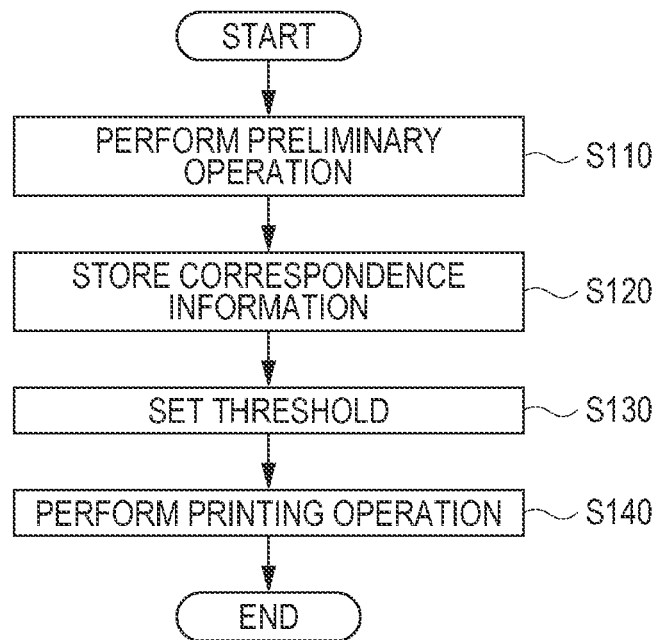 START
PERFORM PRELIMINARY
OPERATION
S110
STORE CORRESPONDENCE
INFORMATION
S120
SET THRESHOLD
S130
PERFORM PRINTING OPERATION
S140
END